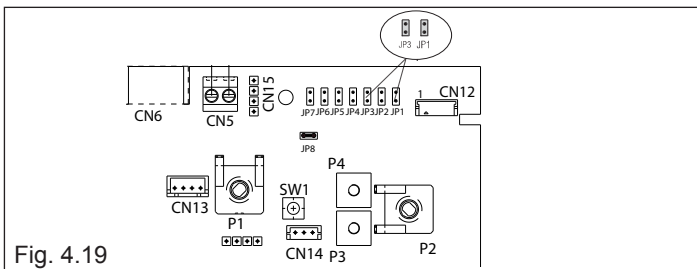 JP3 JP1
CN6
CN5
CN15
JP7 JP6 JP5 JP4 JP3 JP2 JP1
1 CN12
JP8
CN13
P1
SW1
CN14
P4
P3
P2
Fig. 4.19